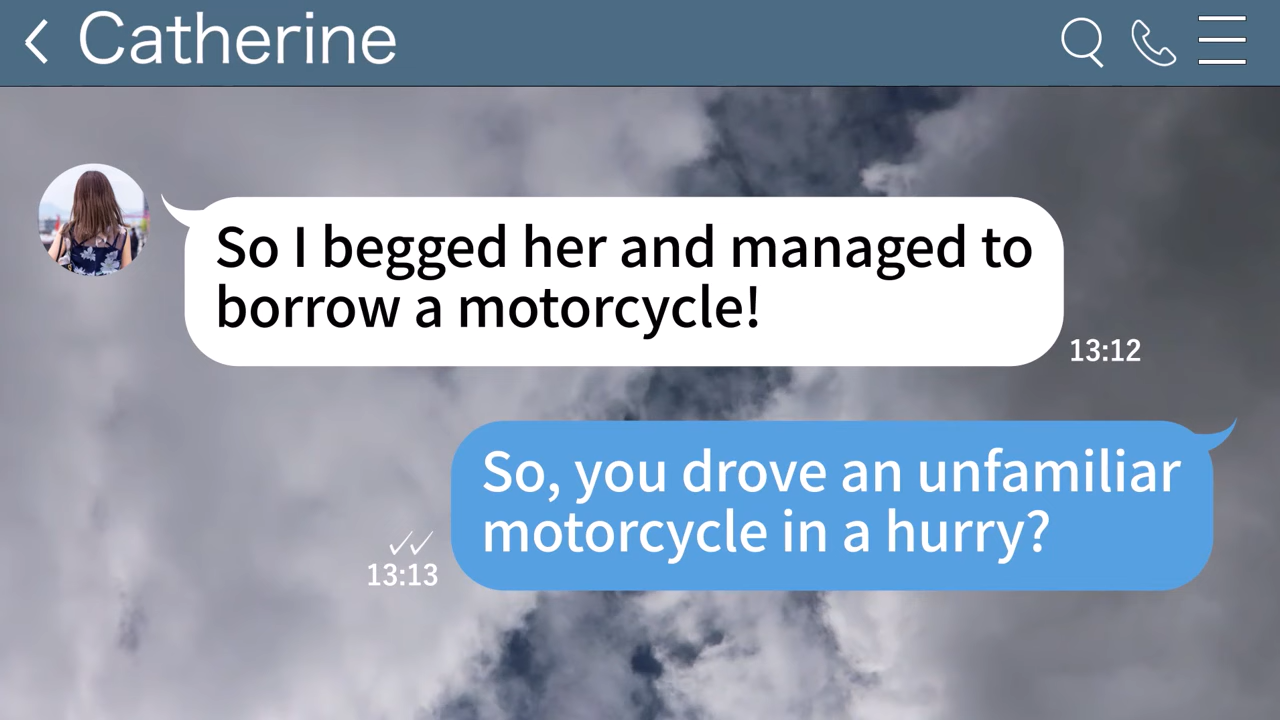 Catherine
So I begged her and managed to
borrow a motorcycle!
13:12
So, you drove an unfamiliar
motorcycle in a hurry?
13:13